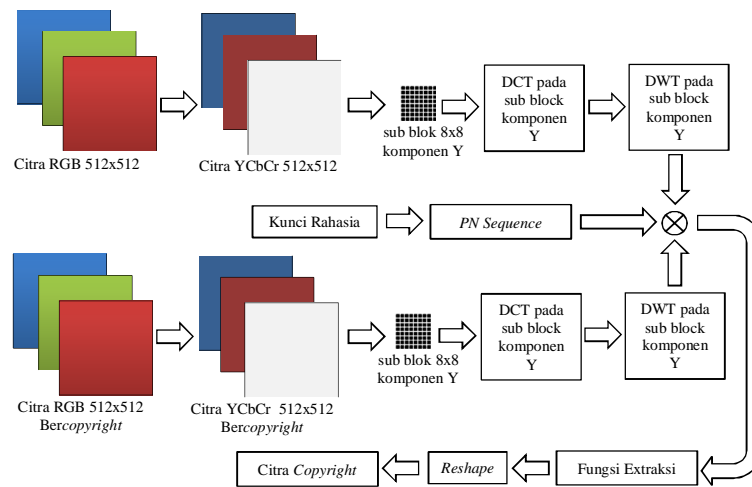 Citra RGB 512x512
Citra YCbCr 512x512
sub blok 8x8
komponen Y
DCT pada
sub block
komponen
Y
DWT pada
sub block
komponen
Y
Kunci Rahasia
PN Sequence
Citra RGB 512x512
Bercopyright
Citra YCbCr 512x512
Bercopyright
sub blok 8x8
komponen Y
DCT pada
sub block
komponen
Y
DWT pada
sub block
komponen
Y
Citra Copyright
Reshape
Fungsi Extraksi